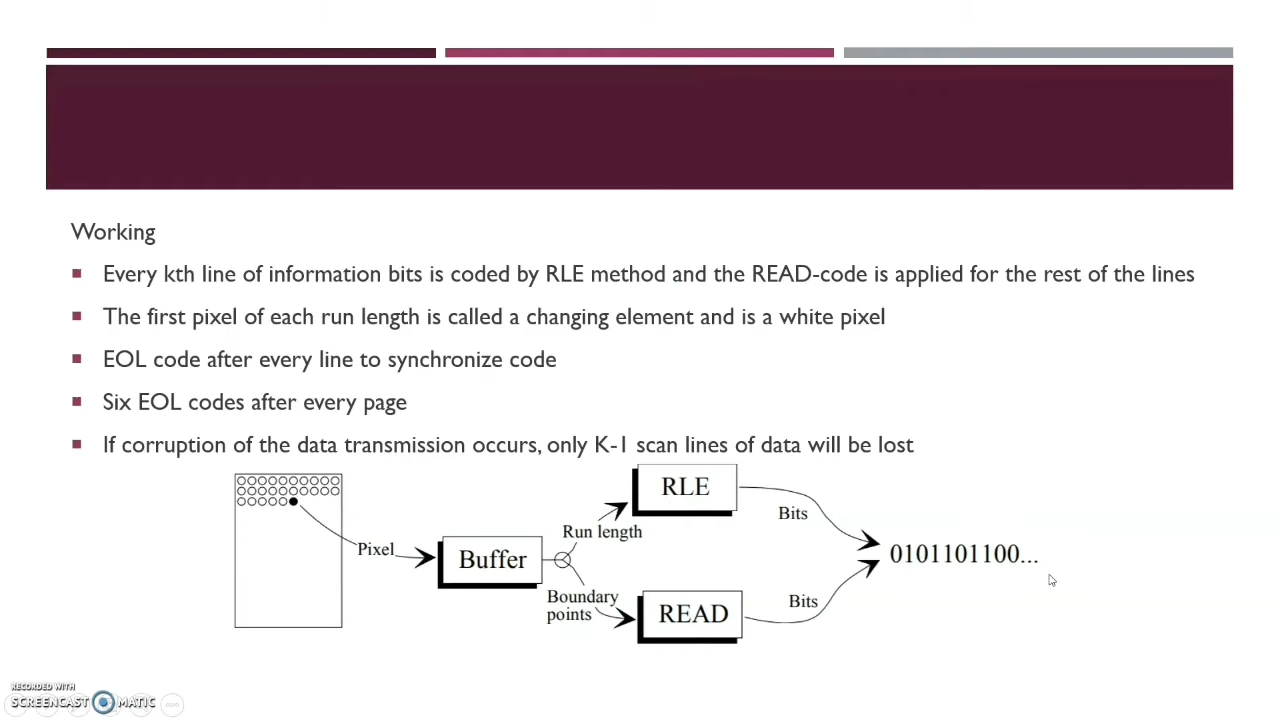 Working
Every kth line of information bits is coded by RLE method and the READ-code is applied for the rest of the lines
The first pixel of each run length is called a changing element and is a white pixel
EOL code after every line to synchronize code
Six EOL codes after every page
If corruption of the data transmission occurs, only K-1 scan lines of data will be lost
RLE
Bits
Run length
Pixel
Buffer
0101101100...
Boundary
points
READ
Bits
RECORDED WITH
SCREENCAST MATIC